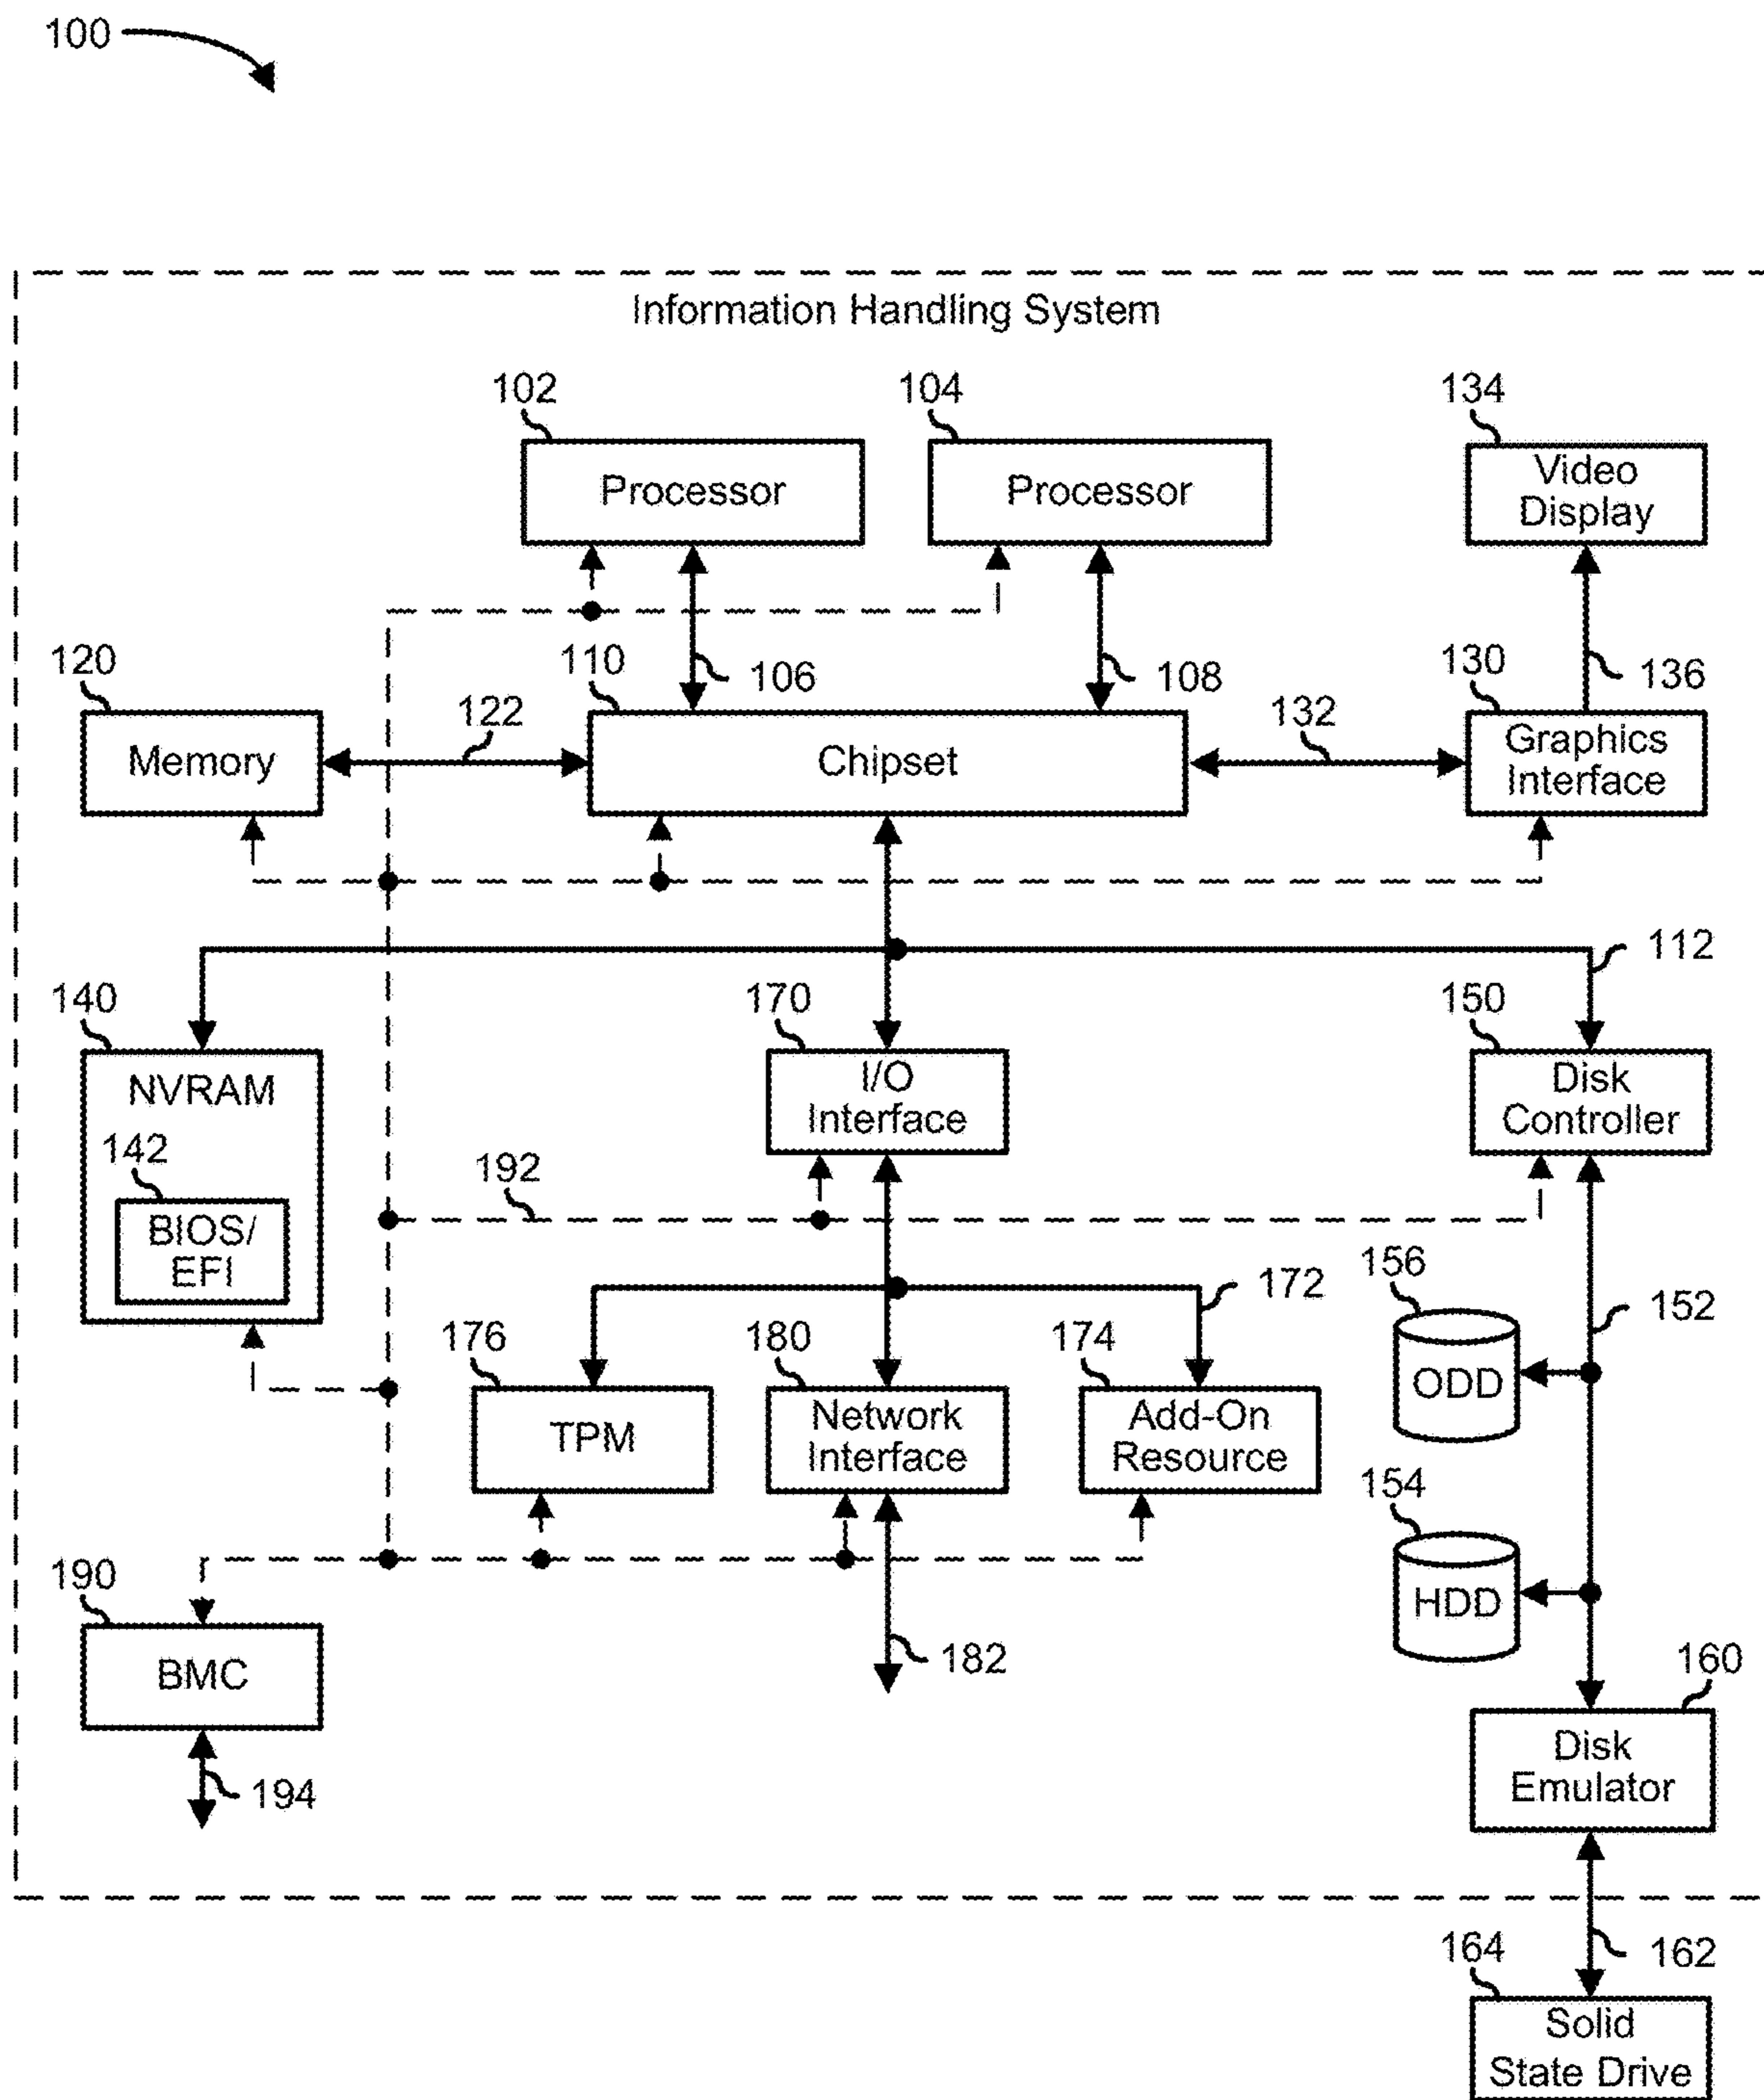 100
Information Handling System
102
104
134
Processor
Processor
Video
Display
120
110
106
108
130
136
122
132
Memory
Chipset
Graphics
Interface
112
140
170
150
NVRAM
I/O
Interface
Disk
Controller
142
192
BIOS/
EFI
156
172
152
176
180
174
ODD
TPM
Network
Interface
Add-On
Resource
154
190
HDD
182
160
BMC
Disk
Emulator
194
164
162
Solid
State Drive